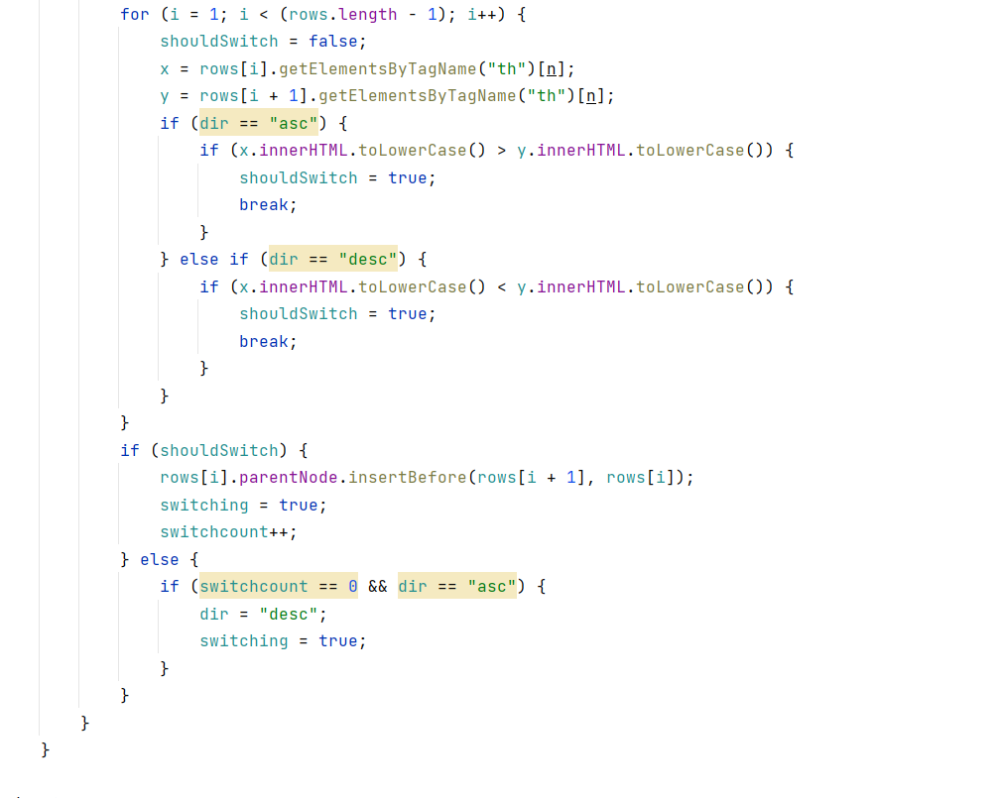 for (i = 1; i < (rows.length - 1); i++) {
shouldSwitch = false;
x = rows[i].getElementsByTagName("th")[n];
y = rows[i + 1].getElementsByTagName("th")[n];
if (dir == "asc") {
if (x.innerHTML.toLowerCase() > y.innerHTML.toLowerCase()) {
shouldSwitch = true;
break;
}
} else if (dir == "desc") {
if (x.innerHTML.toLowerCase() < y.innerHTML.toLowerCase()) {
shouldSwitch = true;
break;
}
}
}
if (shouldSwitch) {
rows[i].parentNode.insertBefore(rows[i + 1], rows[i]);
switching = true;
switchcount++;
} else {
if (switchcount == 0 && dir == "asc") {
dir = "desc";
switching = true;
}
}
}
}